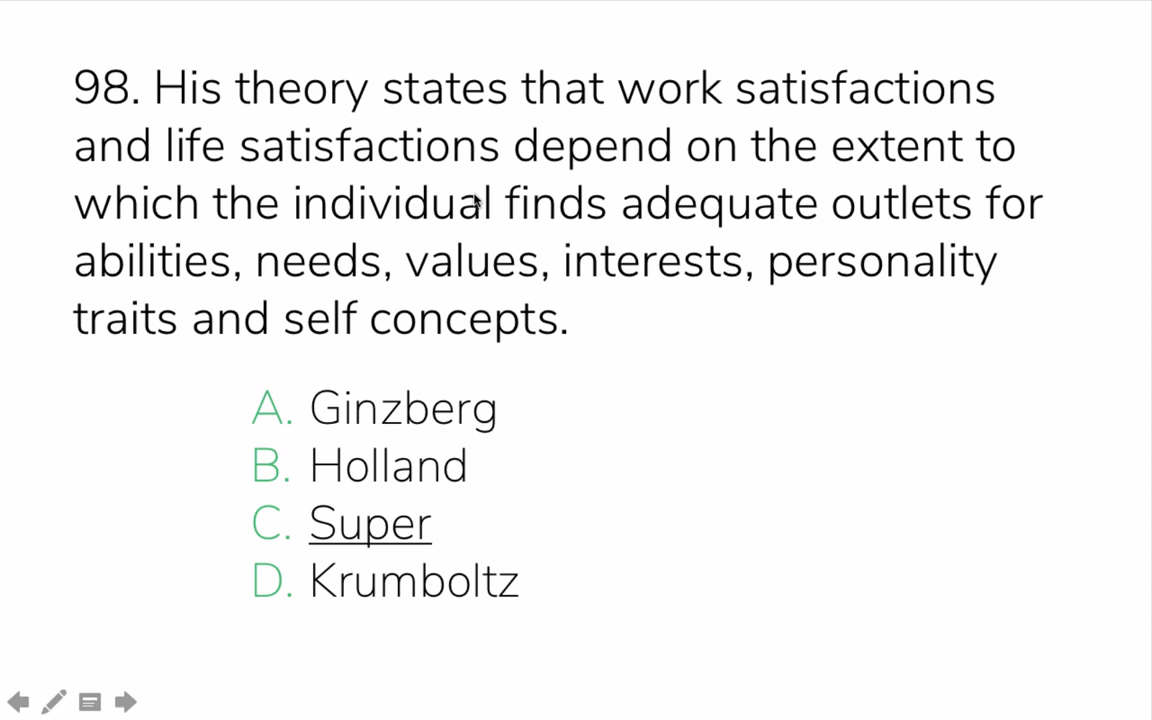 98. His theory states that work satisfactions
and life satisfactions depend on the extent to
which the individual finds adequate outlets for
abilities, needs, values, interests, personality
traits and self concepts.
A. Ginzberg
B. Holland
C. Super
D. Krumboltz